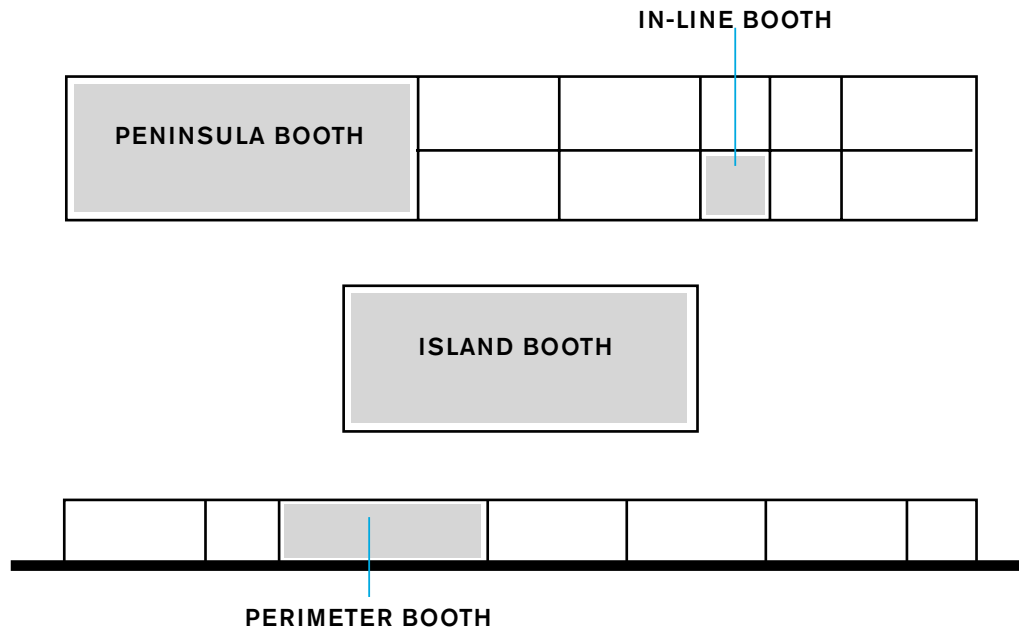 IN-LINE BOOTH
PENINSULA BOOTH
ISLAND BOOTH
PERIMETER BOOTH